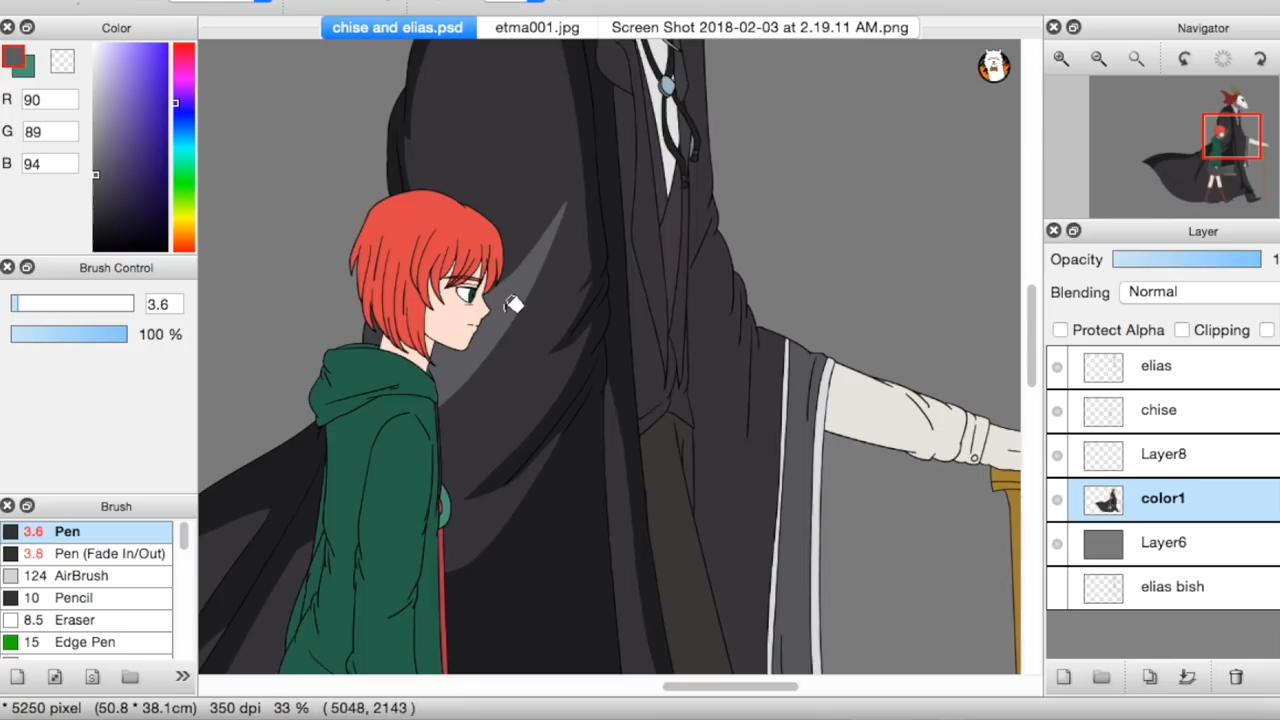 Color
chise and elias.psd
etma001.jpg
Screen Shot 2018-02-03 at 2.19.11 AM.png
Navigator
R 90
G 89
B 94
Brush Control
3.6
100 %
Brush
3.6 Pen
3.8 Pen (Fade In/Out)
124 AirBrush
10 Pencil
8.5 Eraser
15 Edge Pen
Layer
Opacity 1
Blending Normal
Protect Alpha Clipping
elias
chise
Layer8
color1
Layer6
elias bish
* 5250 pixel (50.8 * 38.1cm) 350 dpi 33 % ( 5048, 2143 )